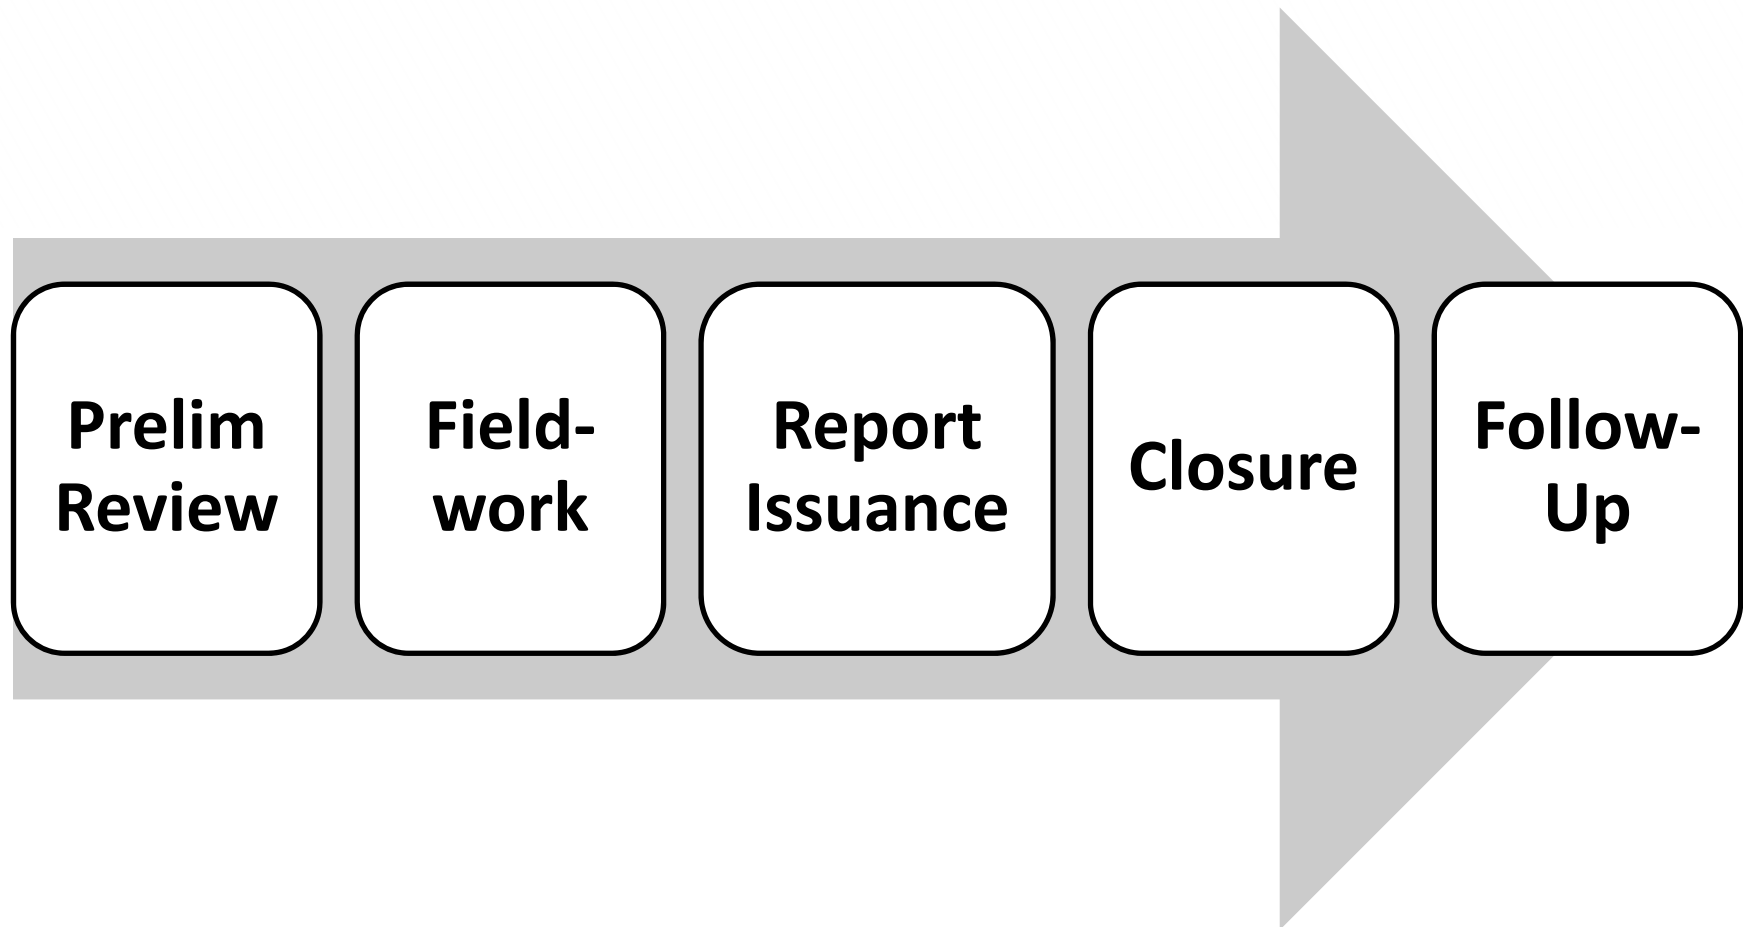 Prelim
Review
Field-
work
Report
Issuance
Closure
Follow-
Up